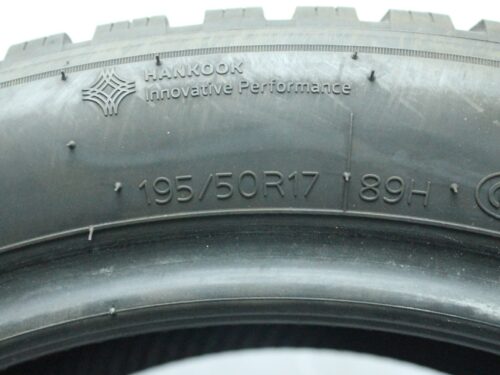 HANKOOK
Innovative Performance
195/50R17 89H